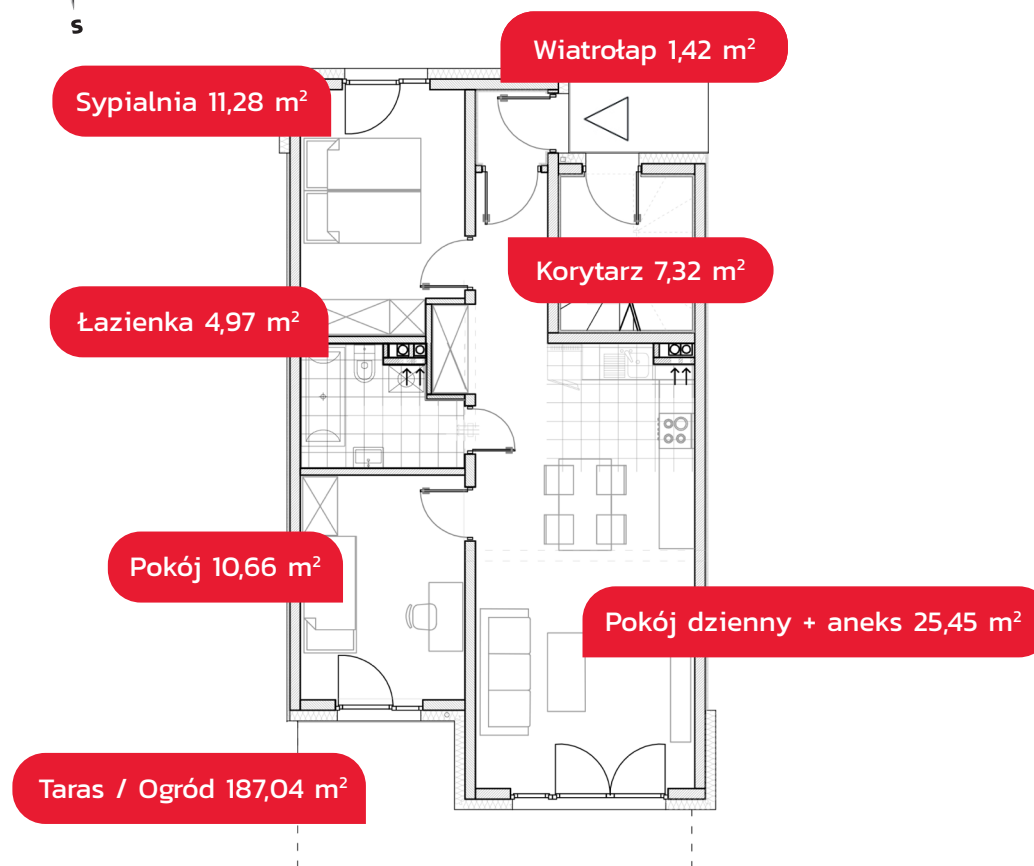 S
Wiatrołap 1,42 m²
Sypialnia 11,28 m²
Korytarz 7,32 m²
Łazienka 4,97 m²
Pokój 10,66 m²
Pokój dzienny + aneks 25,45 m²
Taras / Ogród 187,04 m²